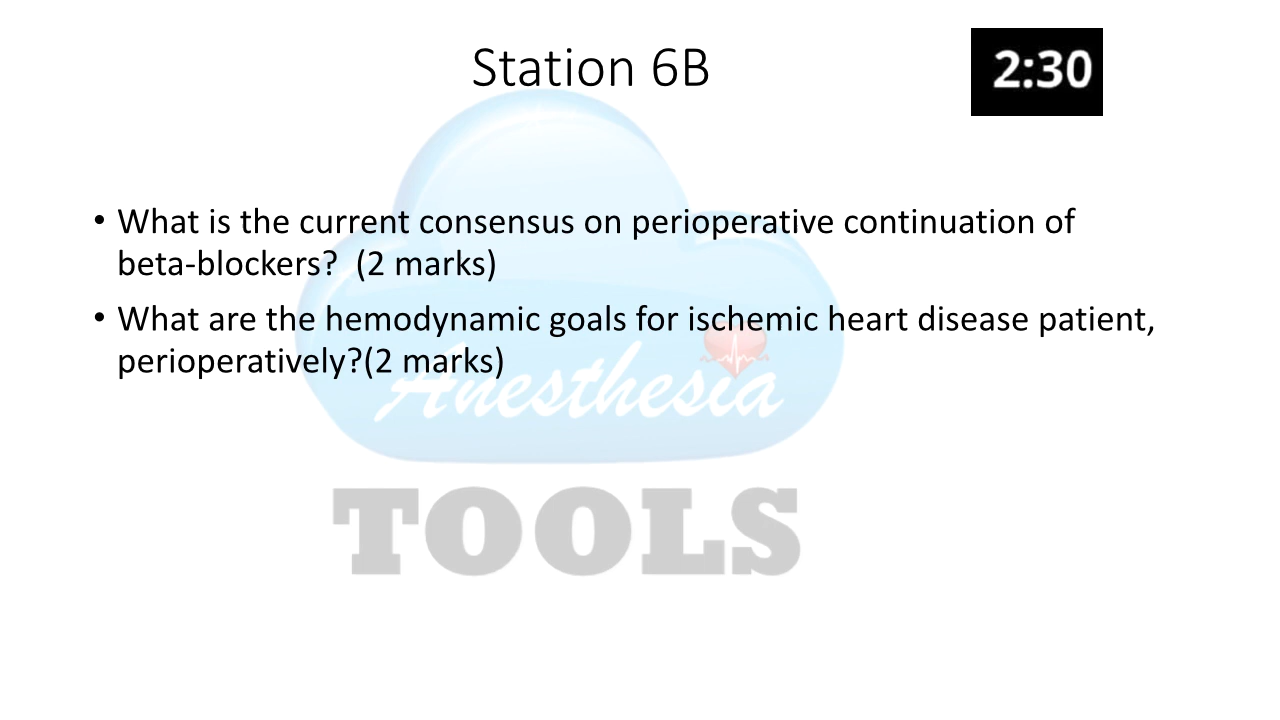 Station 6B
2:30
• What is the current consensus on perioperative continuation of
beta-blockers?  (2 marks)
• What are the hemodynamic goals for ischemic heart disease patient,
perioperatively?(2 marks)
Anesthesia
TOOLS